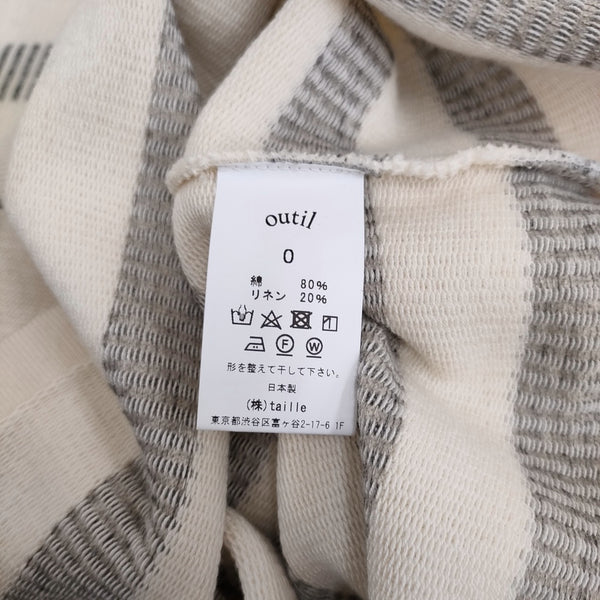 outil
0
綿 80%
リネン 20%
F W
形を整えて干して下さい。
日本製
(株)taille
東京都渋谷区富ヶ谷2-17-6 1F